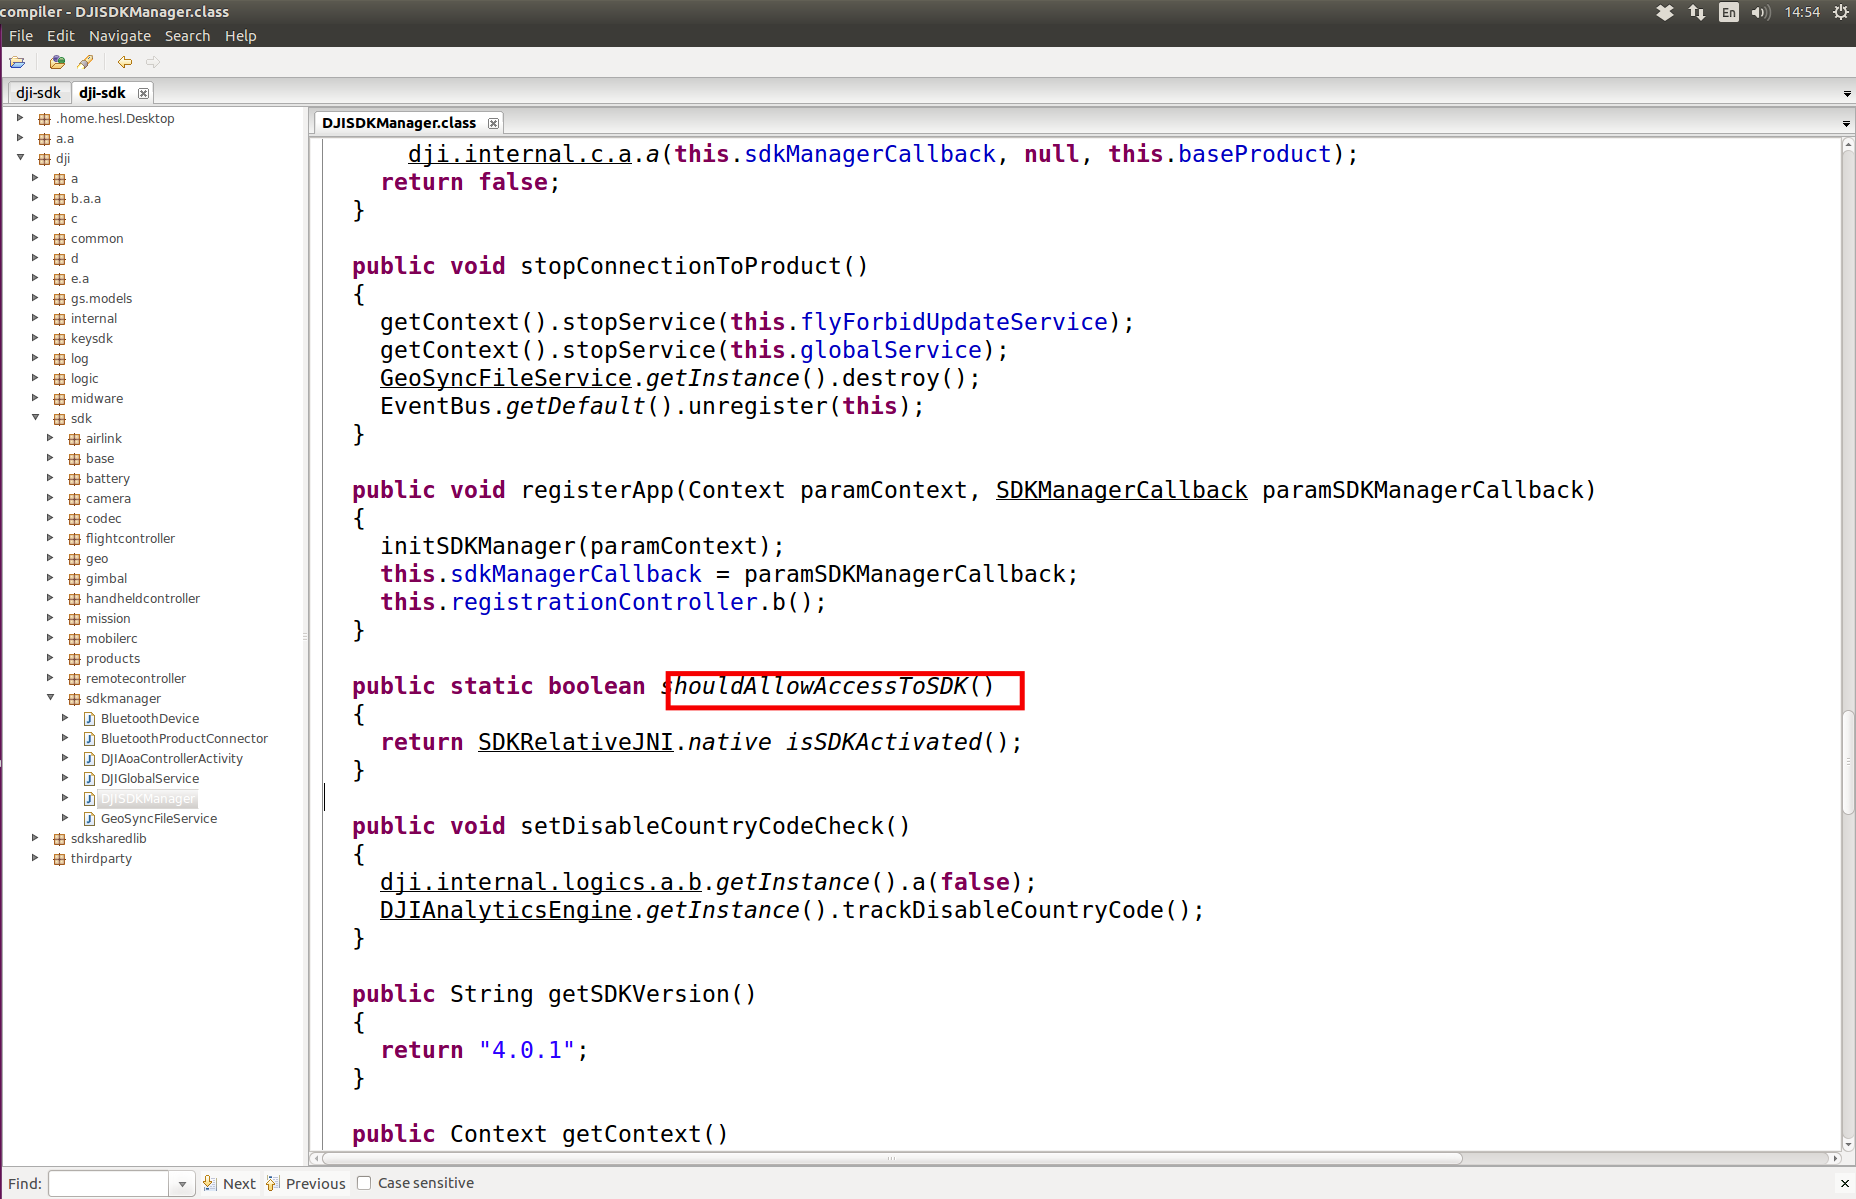 compiler - DJISDKManager.class
En
14:54
File Edit Navigate Search Help
dji-sdk
dji-sdk
.home.hesl.Desktop
a.a
dji
a
b.a.a
c
common
d
e.a
gs.models
internal
keysdk
log
logic
midware
sdk
airlink
base
battery
camera
codec
flightcontroller
geo
gimbal
handheldcontroller
mission
mobilerc
products
remotecontroller
sdkmanager
BluetoothDevice
BluetoothProductConnector
DJIAoaControllerActivity
DJIGlobalService
DJISDKManager
GeoSyncFileService
sdksharedlib
thirdparty
DJISDKManager.class
dji.internal.c.a.a(this.sdkManagerCallback, null, this.baseProduct);
return false;
}
public void stopConnectionToProduct()
{
getContext().stopService(this.flyForbidUpdateService);
getContext().stopService(this.globalService);
GeoSyncFileService.getInstance().destroy();
EventBus.getDefault().unregister(this);
}
public void registerApp(Context paramContext, SDKManagerCallback paramSDKManagerCallback)
{
initSDKManager(paramContext);
this.sdkManagerCallback = paramSDKManagerCallback;
this.registrationController.b();
}
public static boolean shouldAllowAccessToSDK()
{
return SDKRelativeJNI.native isSDKActivated();
}
public void setDisableCountryCodeCheck()
{
dji.internal.logics.a.b.getInstance().a(false);
DJIAnalyticsEngine.getInstance().trackDisableCountryCode();
}
public String getSDKVersion()
{
return "4.0.1";
}
public Context getContext()
Find: Next Previous Case sensitive